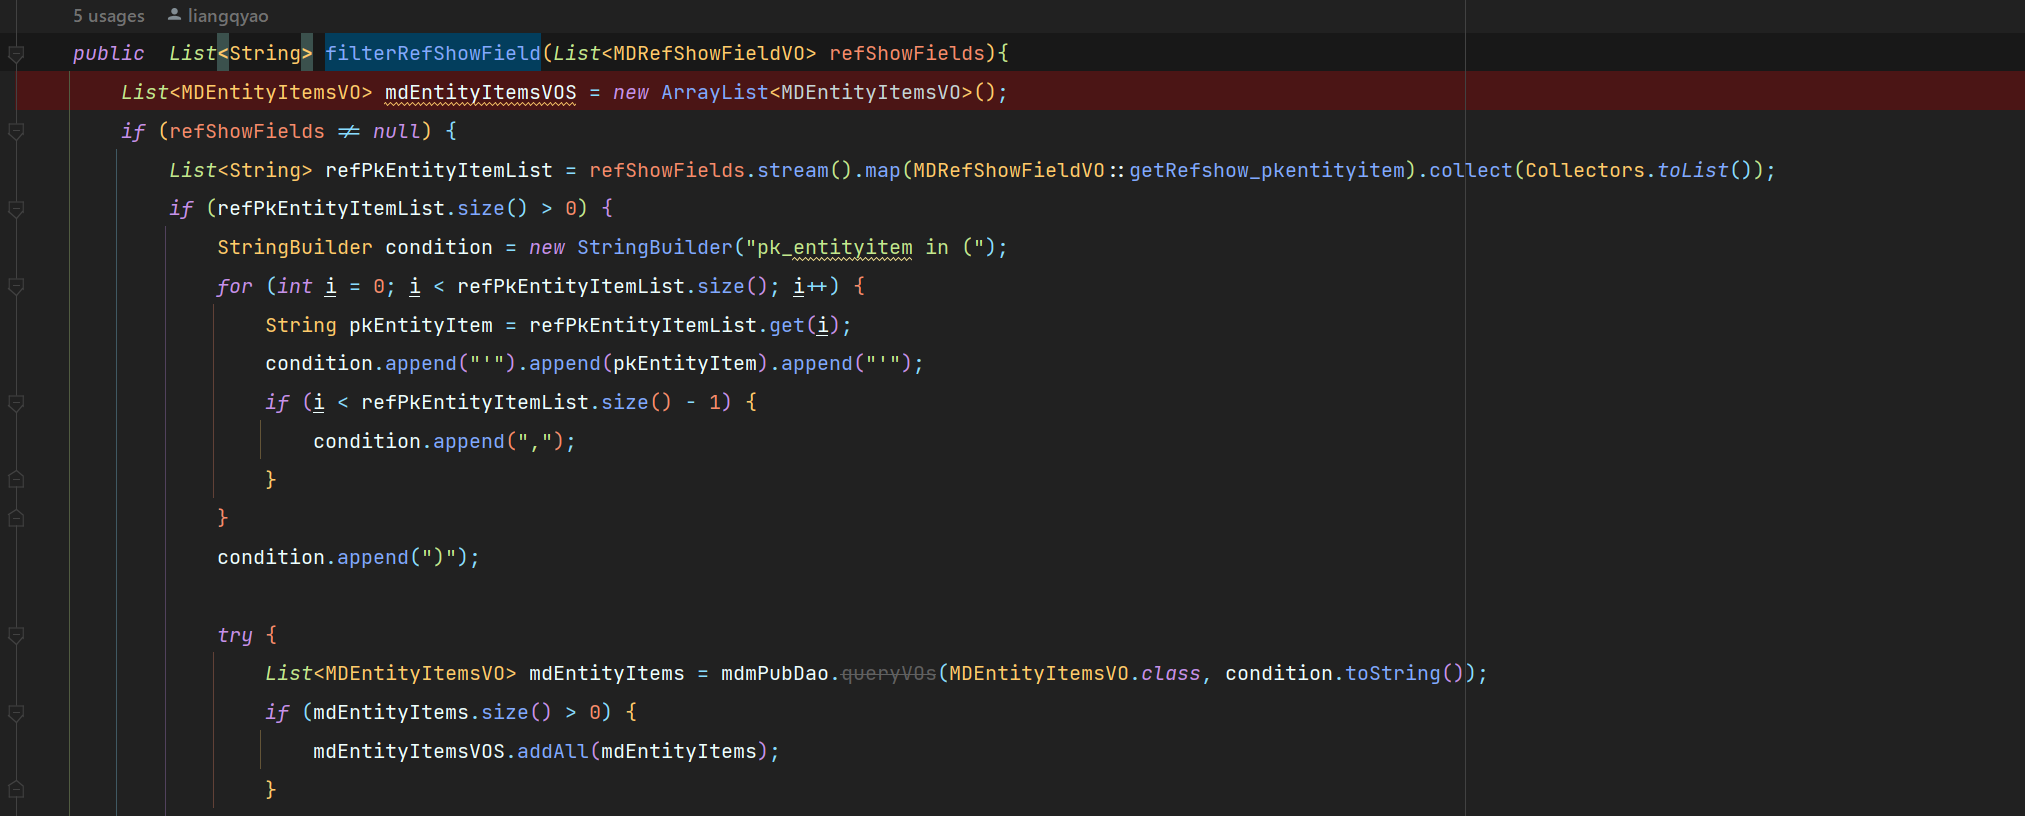 5 usages   liangqyao
public  List<String> filterRefShowField(List<MDRefShowFieldVO> refShowFields){
    List<MDEntityItemsVO> mdEntityItemsVOS = new ArrayList<MDEntityItemsVO>();
    if (refShowFields != null) {
        List<String> refPkEntityItemList = refShowFields.stream().map(MDRefShowFieldVO::getRefshow_pkentityitem).collect(Collectors.toList());
        if (refPkEntityItemList.size() > 0) {
            StringBuilder condition = new StringBuilder("pk_entityitem in (");
            for (int i = 0; i < refPkEntityItemList.size(); i++) {
                String pkEntityItem = refPkEntityItemList.get(i);
                condition.append("'").append(pkEntityItem).append("'");
                if (i < refPkEntityItemList.size() - 1) {
                    condition.append(",");
                }
            }
            condition.append(")");
            try {
                List<MDEntityItemsVO> mdEntityItems = mdmPubDao.queryVOs(MDEntityItemsVO.class, condition.toString());
                if (mdEntityItems.size() > 0) {
                    mdEntityItemsVOS.addAll(mdEntityItems);
                }